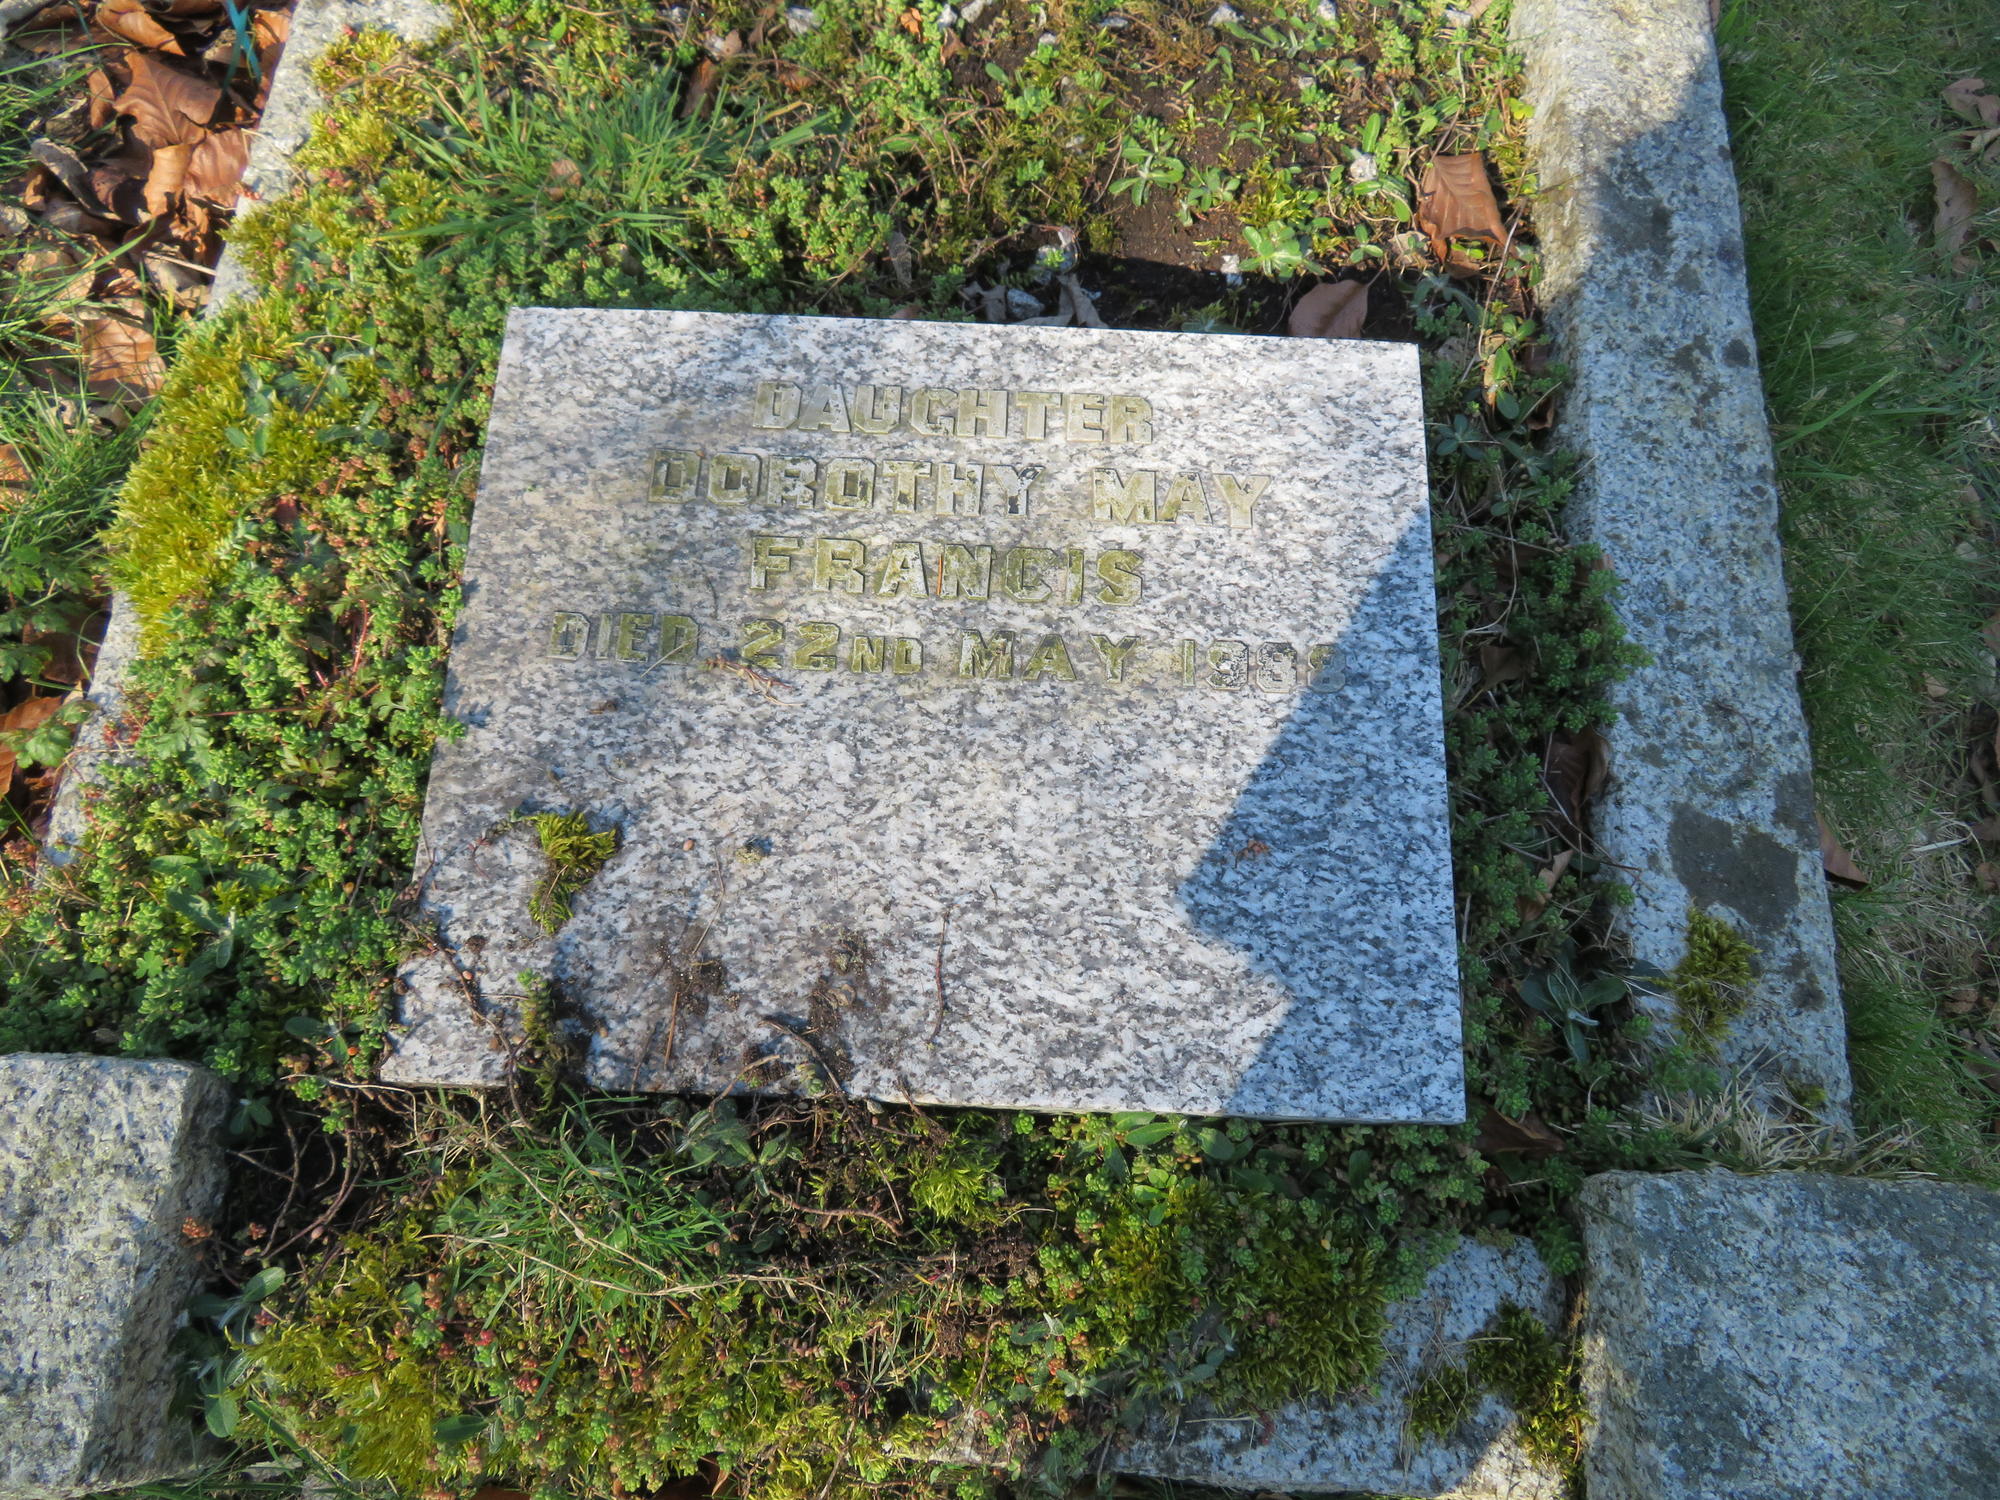 DAUGHTER
DOROTHY MAY
FRANCIS
DIED 22ND MAY